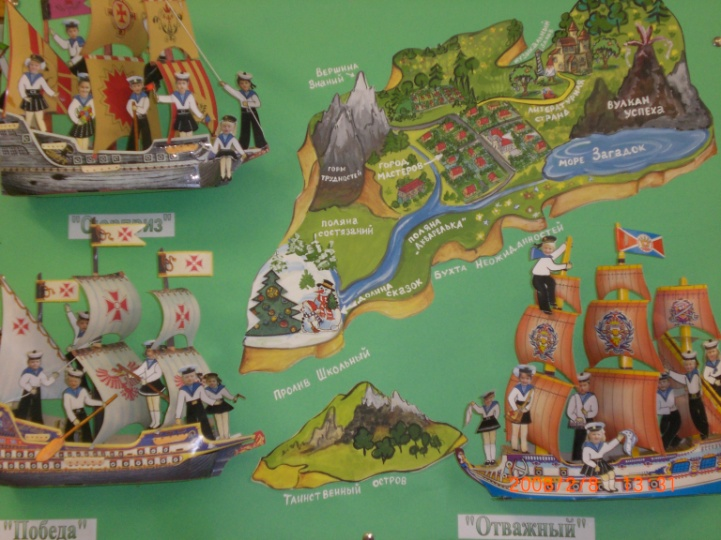 ВЕРШИНА
ЗНАНИЙ
ЛИТЕРАТУРНАЯ
СТРАНА
ВУЛКАН
УСПЕХА
МОРЕ ЗАГАДОК
ГОРЫ
ТРУДНОСТЕЙ
ГОРОД
МАСТЕРОВ
ПОЛЯНА
СОСТЯЗАНИЙ
ПОЛЯНА
"Сюрприз"
БУХТА НЕОЖИДАННОСТЕЙ
ДОЛИНА СКАЗОК
ПРОЛИВ ШКОЛЬНЫЙ
ТАИНСТВЕННЫЙ ОСТРОВ
"Победа"
"Отважный"